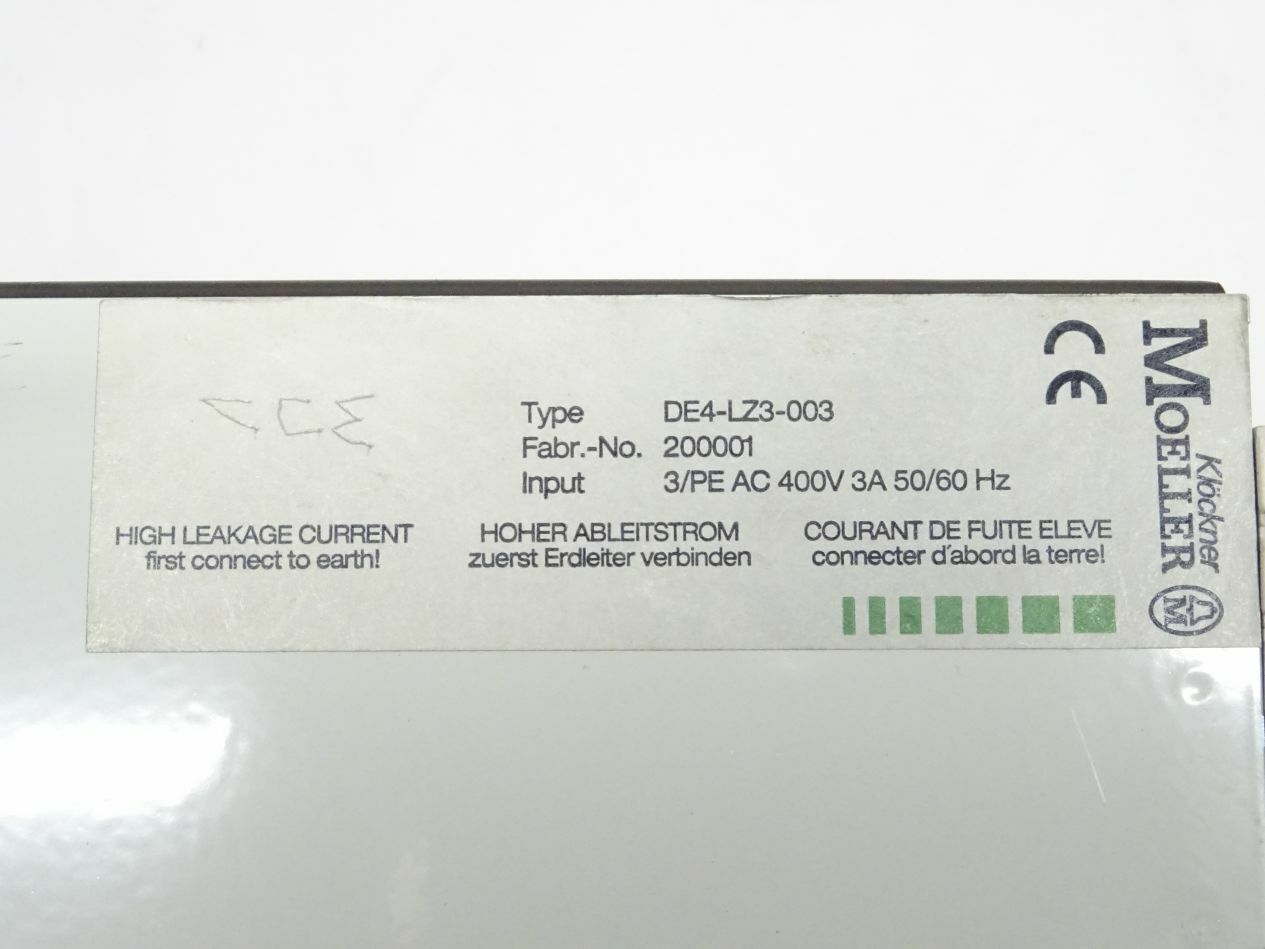 Type DE4-LZ3-003
Fabr.-No. 200001
Input 3/PE AC 400V 3A 50/60 Hz
HIGH LEAKAGE CURRENT
first connect to earth!
HOHER ABLEITSTROM
zuerst Erdleiter verbinden
COURANT DE FUITE ELEVE
connecter d'abord la terre!
CE
Klöckner
MOELLER
M